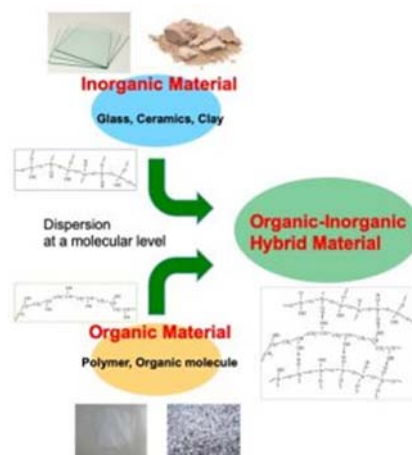 Inorganic Material
Glass, Ceramics, Clay
Dispersion
at a molecular level
Organic-Inorganic
Hybrid Material
Organic Material
Polymer, Organic molecule